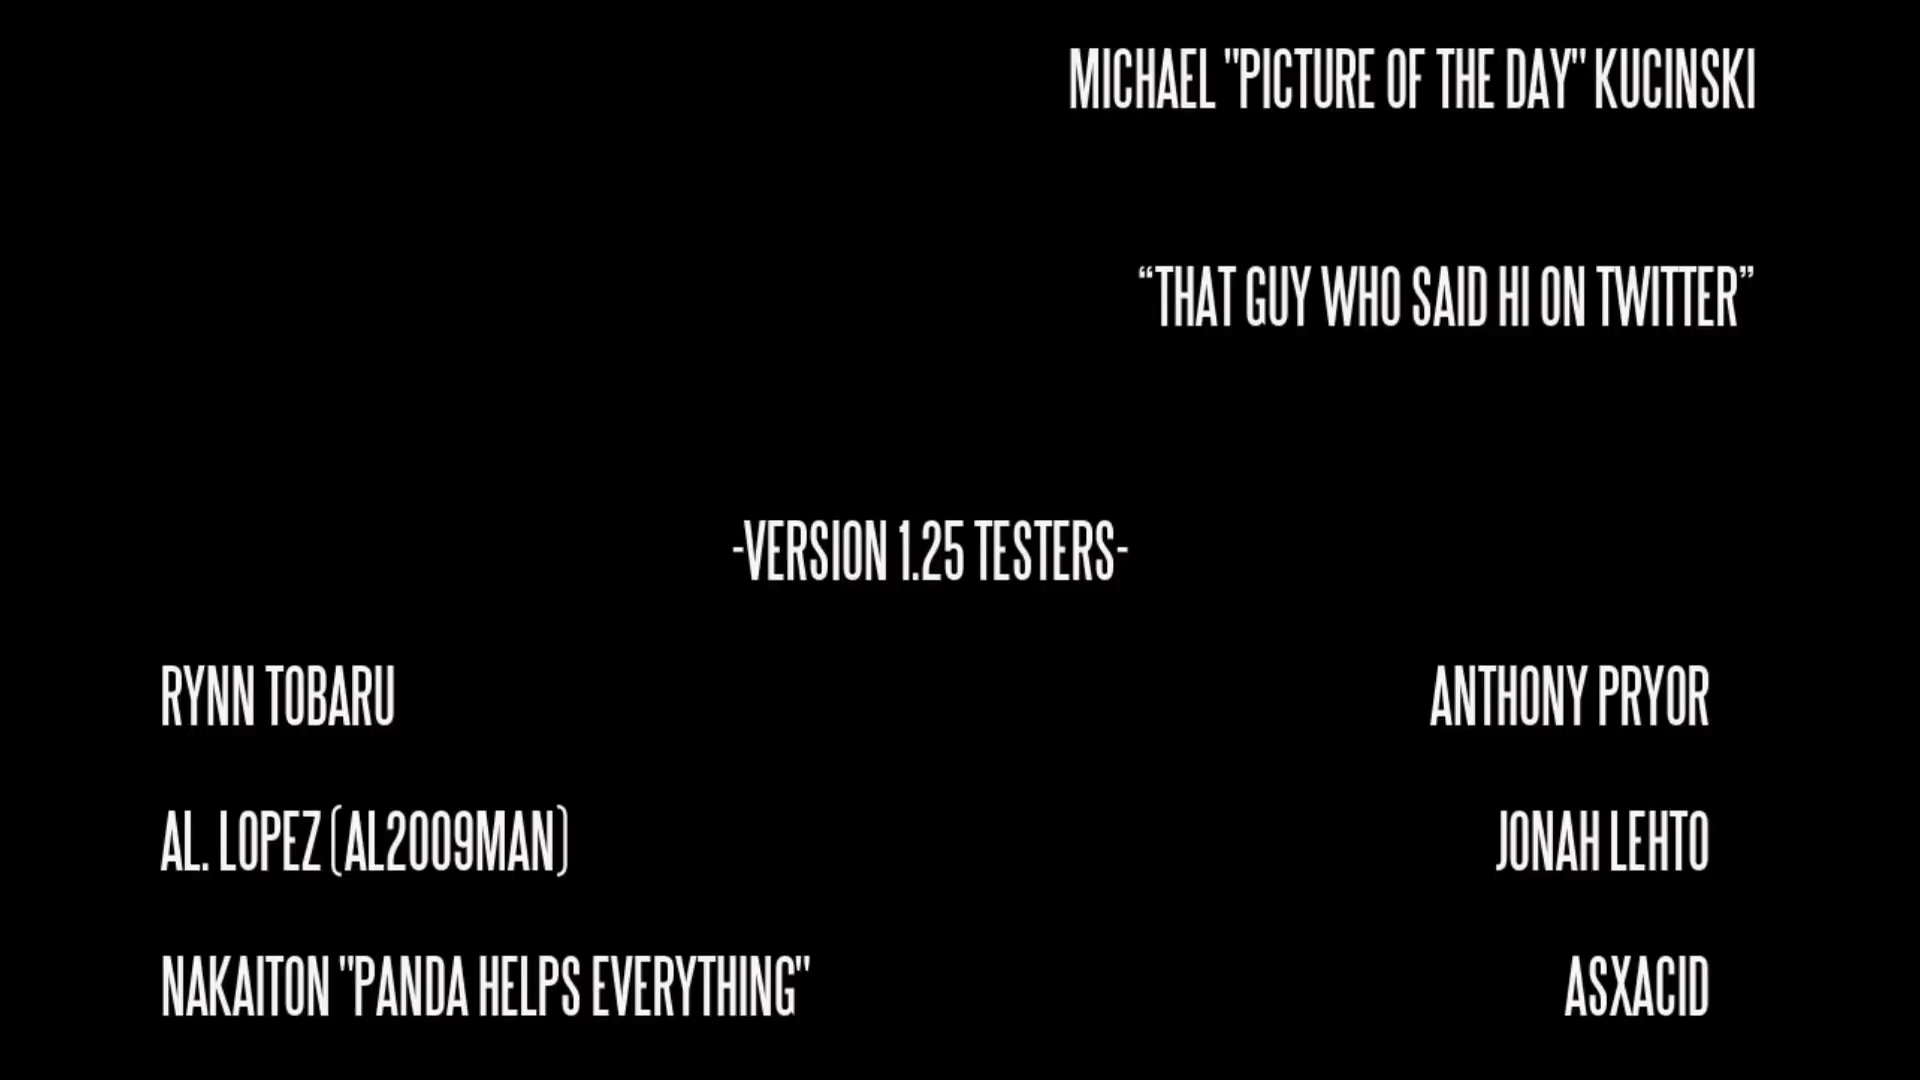 MICHAEL "PICTURE OF THE DAY" KUCINSKI
“THAT GUY WHO SAID HI ON TWITTER”
-VERSION 1.25 TESTERS-
RYNN TOBARU
ANTHONY PRYOR
AL. LOPEZ (AL2009MAN)
JONAH LEHTO
NAKAITON "PANDA HELPS EVERYTHING"
ASXACID